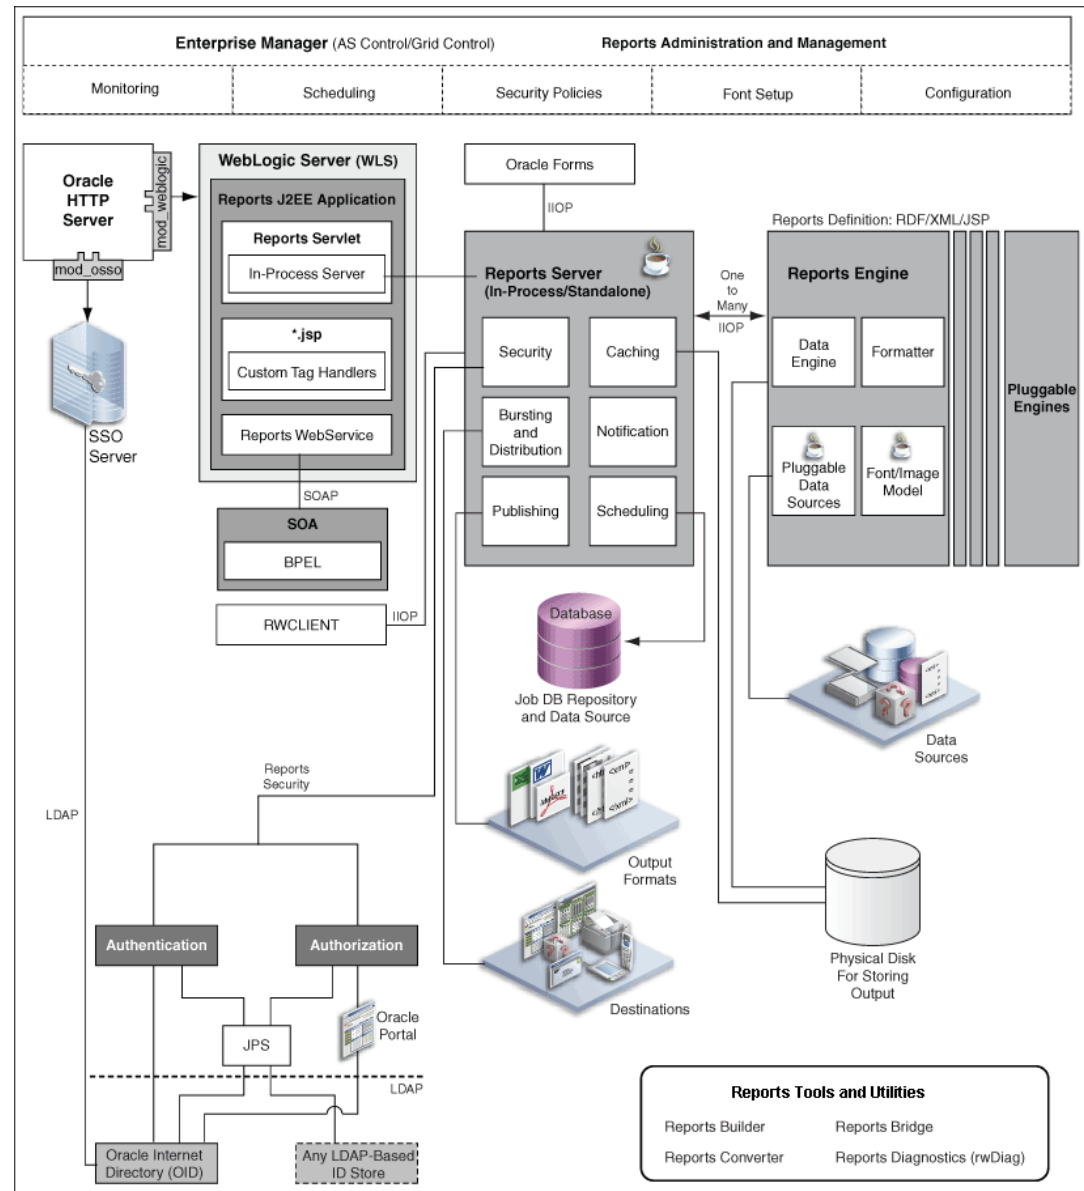 Enterprise Manager (AS Control/Grid Control)
Reports Administration and Management
Monitoring
Scheduling
Security Policies
Font Setup
Configuration
Oracle
HTTP
Server
mod_weblogic
mod_osso
WebLogic Server (WLS)
Reports J2EE Application
Reports Servlet
In-Process Server
*.jsp
Custom Tag Handlers
Reports WebService
SOAP
SOA
BPEL
RWCLIENT
IIOP
SSO
Server
Oracle Forms
IIOP
Reports Server
(In-Process/Standalone)
Security
Caching
Bursting
and
Distribution
Notification
Publishing
Scheduling
One
to
Many
IIOP
Reports Definition: RDF/XML/JSP
Reports Engine
Data
Engine
Formatter
Pluggable
Data
Sources
Font/Image
Model
Pluggable
Engines
Database
Job DB Repository
and Data Source
Data
Sources
Reports
Security
LDAP
Output
Formats
Authentication
Authorization
Destinations
Physical Disk
For Storing
Output
Oracle
Portal
JPS
LDAP
Oracle Internet
Directory (OID)
Any LDAP-Based
ID Store
Reports Tools and Utilities
Reports Builder
Reports Bridge
Reports Converter
Reports Diagnostics (rwDiag)